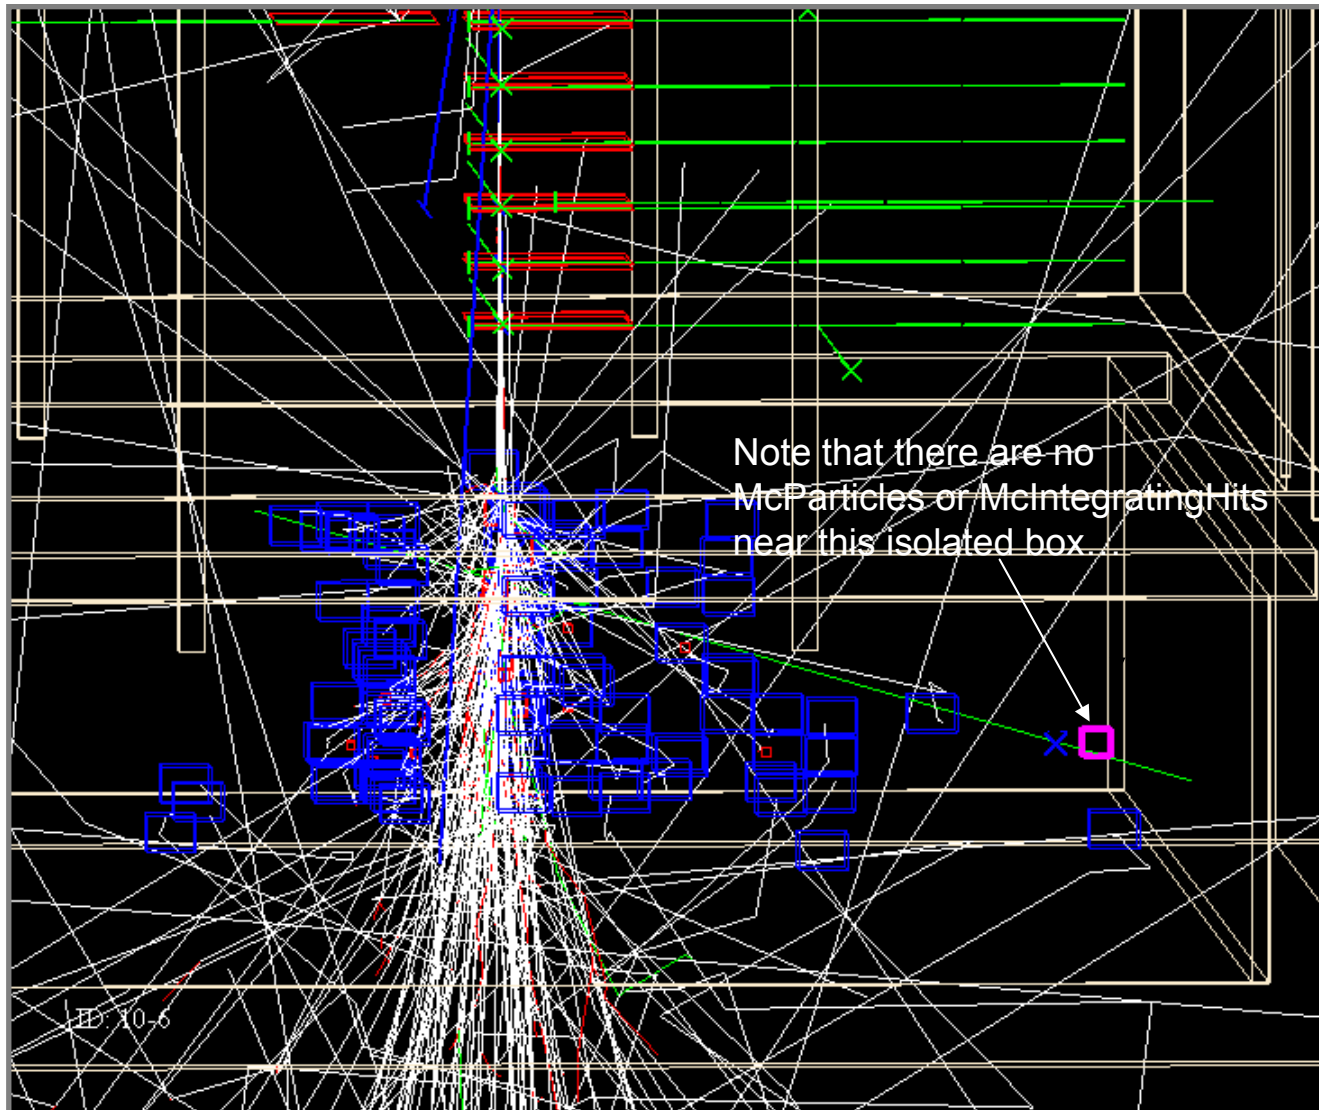 Note that there are no
McParticles or McIntegratingHits
near this isolated box...
ID: 10-6